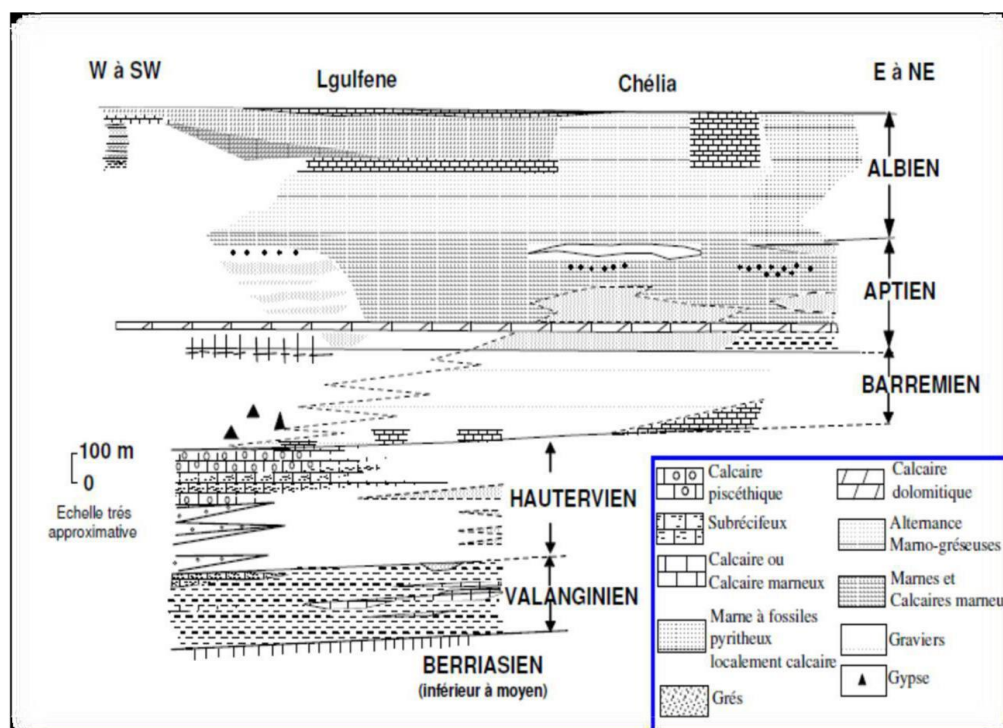 W à SW
Lgulfene
Chélia
E à NE
ALBIEN
APTIEN
BARREMIEN
100 m
0
Echelle trés
approximative
HAUTERVIEN
VALANGINIEN
BERRIASIEN
(inférieur à moyen)
Calcaire
piscéthique
Subrécifeux
Calcaire ou
Calcaire marneux
Marne à fossiles
pyritheux
localement calcaire
Grés
Calcaire
dolomitique
Alternance
Marno-gréseuses
Marnes et
Calcaires marneu
Graviers
Gypse